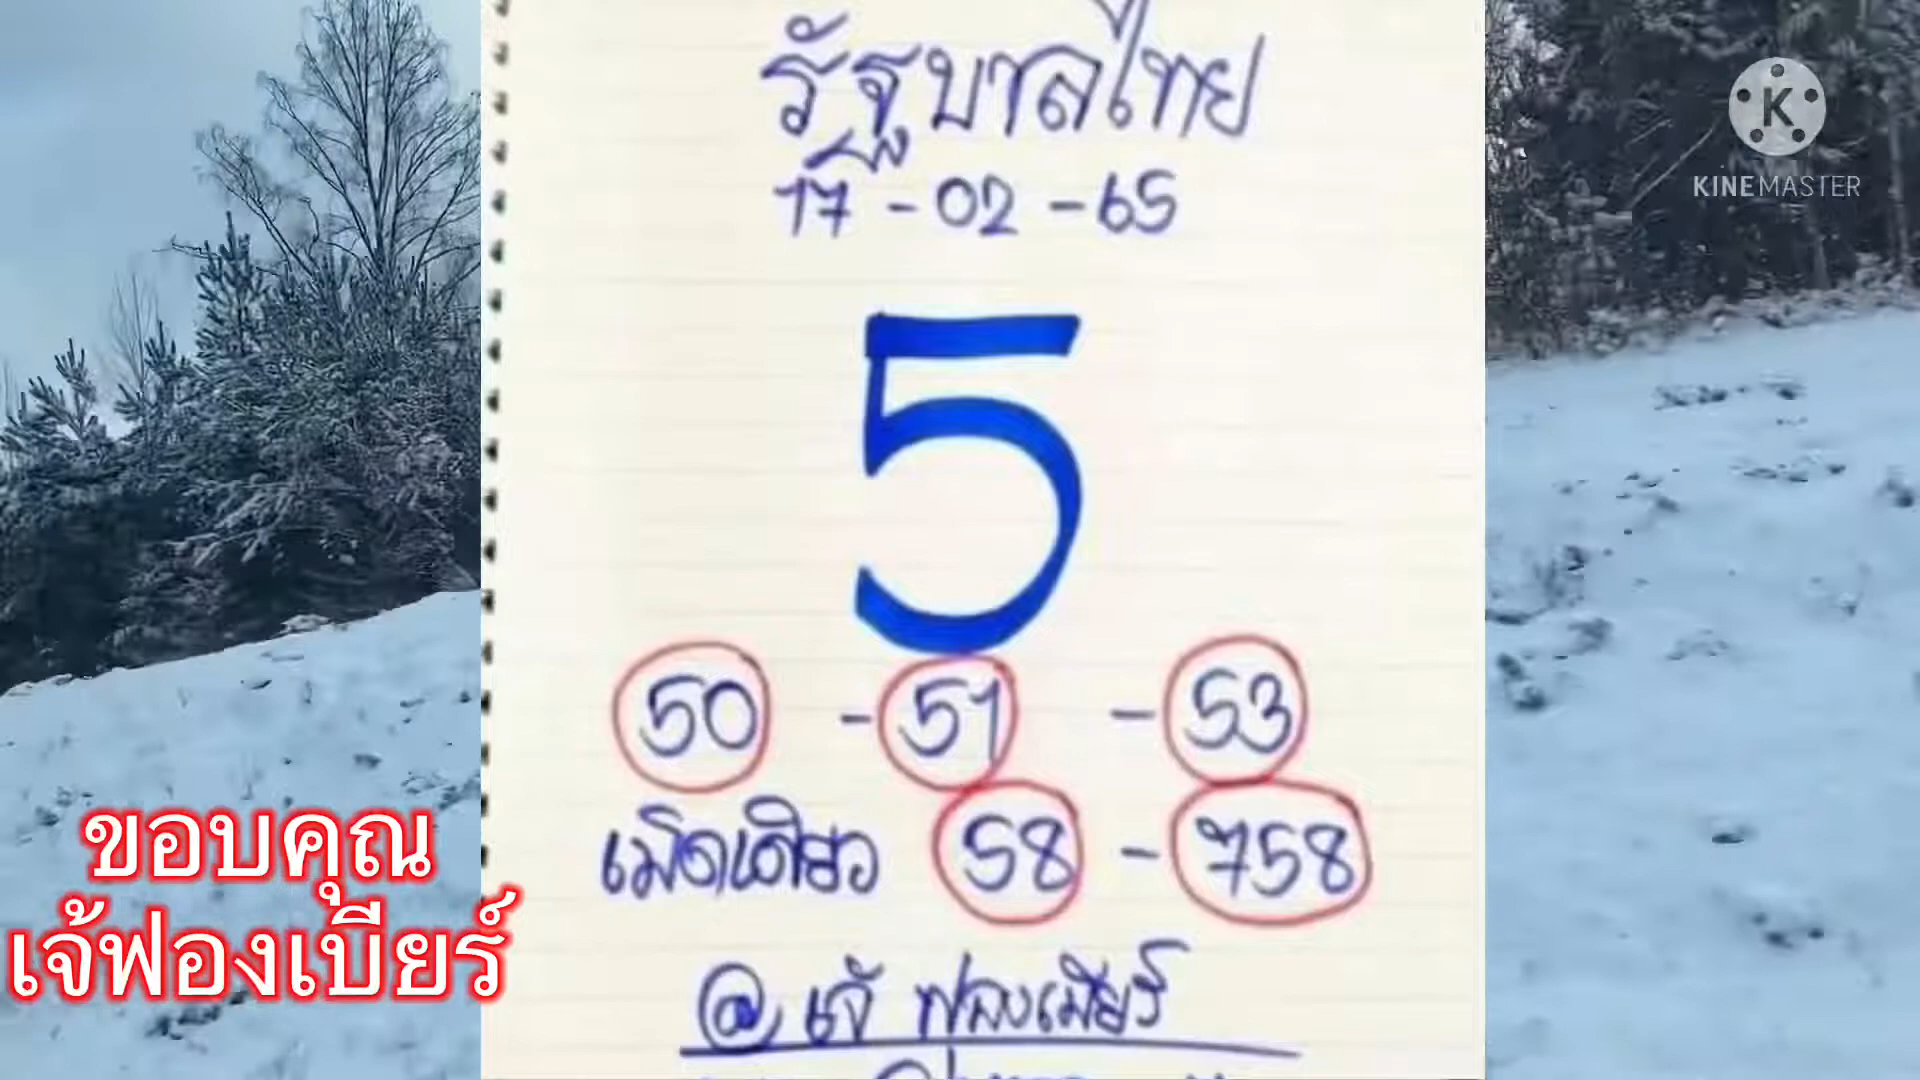 รัฐบาลไทย
17-02-65
5
50 - 51 - 53
เม็ดเดียว 58 - 758
@เจ๊ ฟองเบียร์
ขอบคุณ
เจ้ฟองเบียร์
K
KINEMASTER